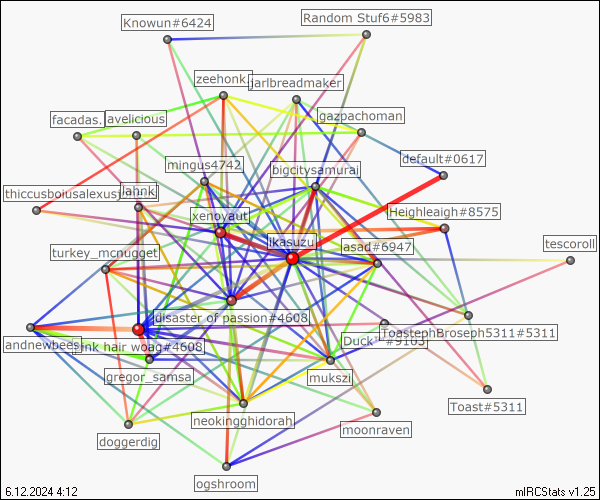 Knowun#6424
Random Stuf6#5983
zeehonk.
jarlbreadmaker
gazpachoman
facadas.
avelicious
mingus4742
bigcitysamurai
default#0617
thiccusboiusalexus
jahnk
xenoyaut
Heighleaigh#8575
Ikasuzu
lasad#6947
turkey_mcnugget
tescoroll
disaster of passion#4608
ToastephBroseph5311#5311
andnewbees
pink hair woag#4608
Duck
#9103
gregor_samsa
mukszi
Toast#5311
neokingghidorah
moonraven
doggerdig
ogshroom
6.12.2024 4:12
mIRCStats v1.25